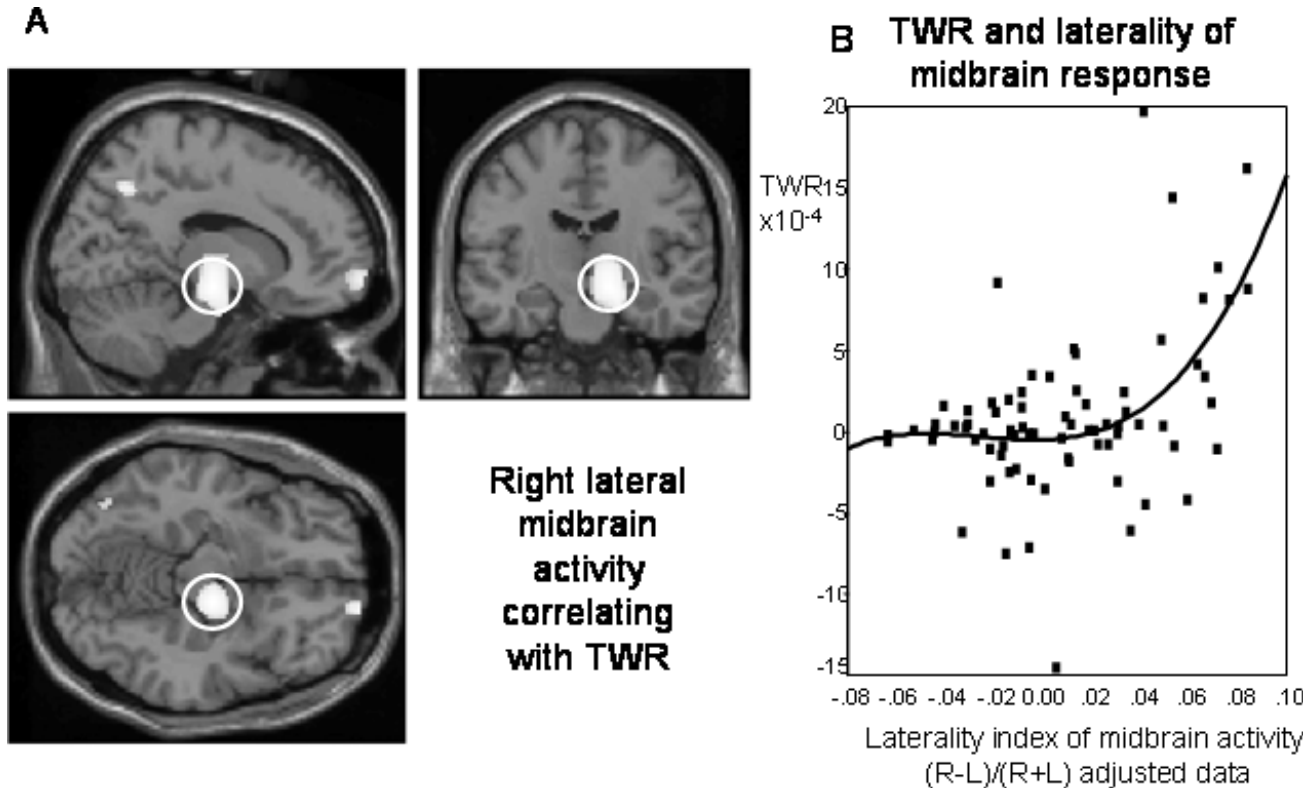 A
Right lateral
midbrain
activity
correlating
with TWR
B
TWR and laterality of
midbrain response
TWR
x10-4
20
15
10
5
0
-5
-10
-15
-.08 -.06 -.04 -.02 0.00 .02 .04 .06 .08 .10
Laterality index of midbrain activity
(R-L)/(R+L) adjusted data